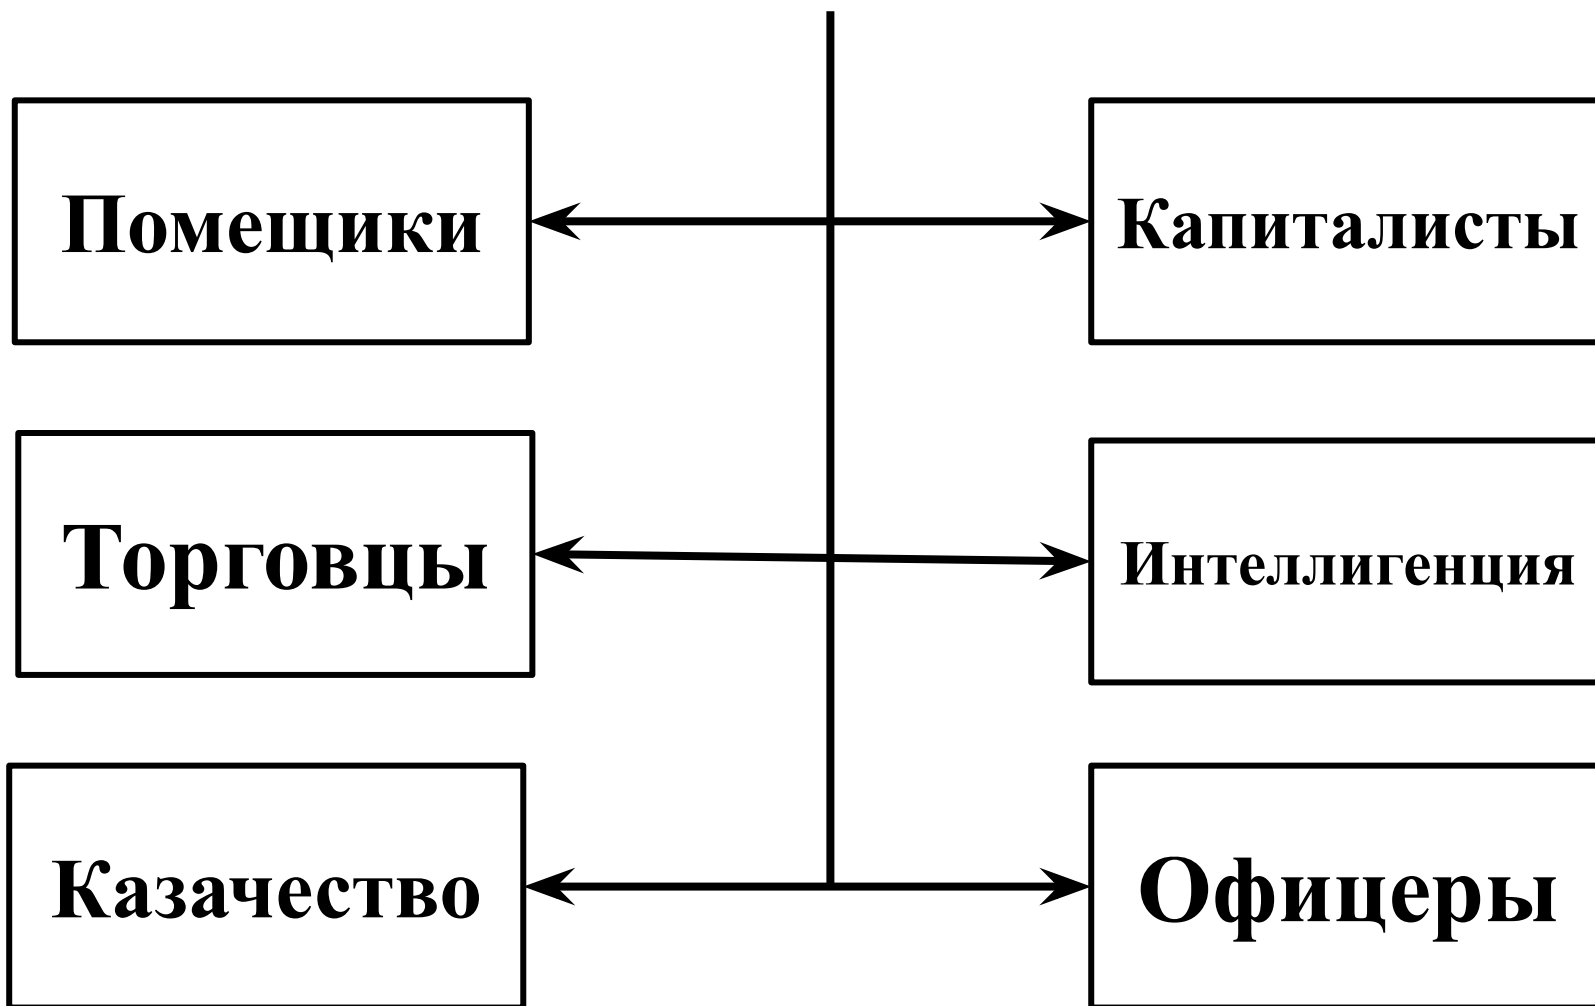 Помещики
Капиталисты
Торговцы
Интеллигенция
Казачество
Офицеры